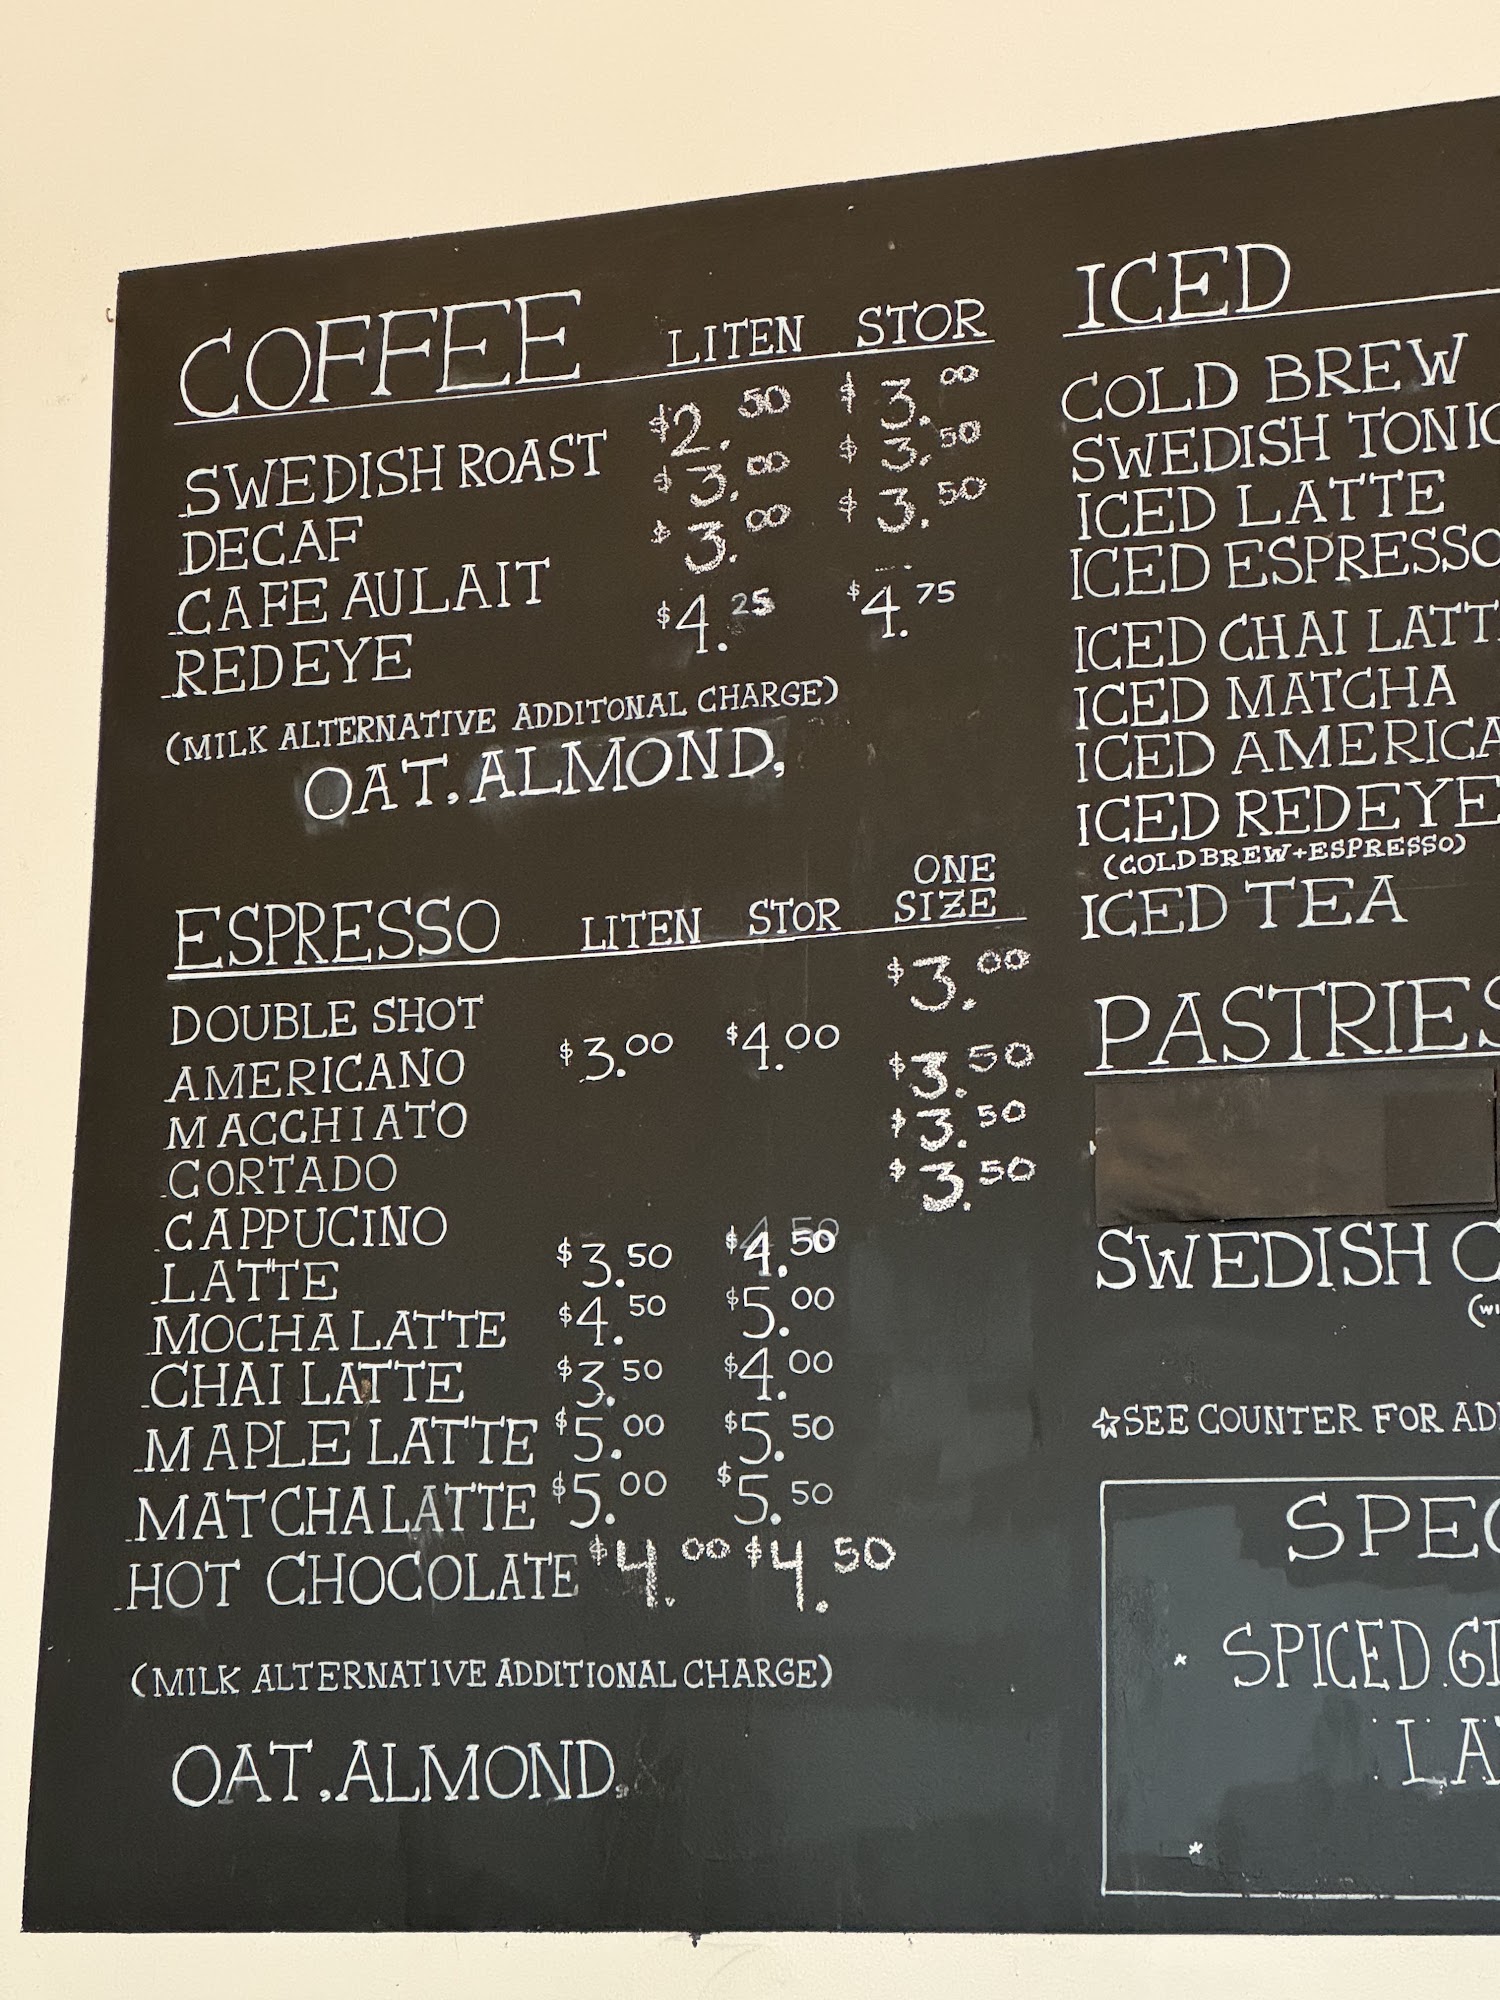 COFFEE LITEN STOR
SWEDISH ROAST $2.50 $3.00
DECAF $3.00 $3.50
CAFE AU LAIT $3.00 $3.50
REDEYE $4.25 $4.75
(MILK ALTERNATIVE ADDITONAL CHARGE)
OAT, ALMOND,
ESPRESSO LITEN STOR ONE SIZE
DOUBLE SHOT $3.00
AMERICANO $3.00 $4.00
MACCHIATO $3.50
CORTADO $3.50
CAPPUCINO $3.50
LATTE $3.50 $4.50
MOCHA LATTE $4.50 $5.00
CHAI LATTE $3.50 $4.00
MAPLE LATTE $5.00 $5.50
MATCHA LATTE $5.00 $5.50
HOT CHOCOLATE $4.00 $4.50
(MILK ALTERNATIVE ADDITIONAL CHARGE)
OAT, ALMOND,
ICED
COLD BREW
SWEDISH TONIC
ICED LATTE
ICED ESPRESSO
ICED CHAI LATT
ICED MATCHA
ICED AMERICA
ICED REDEYE
(COLD BREW + ESPRESSO)
ICED TEA
PASTRIES
SWEDISH C
(WI
☆SEE COUNTER FOR AD
SPEC
* SPICED GI
LA
*